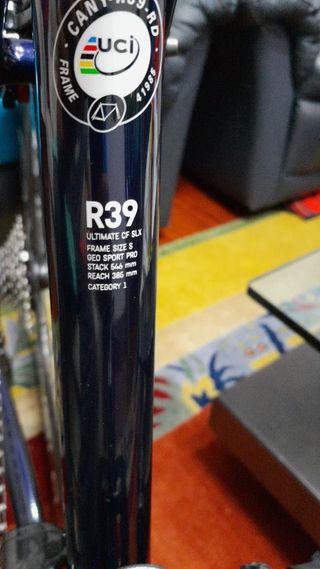 CANY-R39-RD
UCi
FRAME
41985
R39
ULTIMATE CF SLX
FRAME SIZE S
GEO SPORT PRO
STACK 546 mm
REACH 385 mm
CATEGORY 1